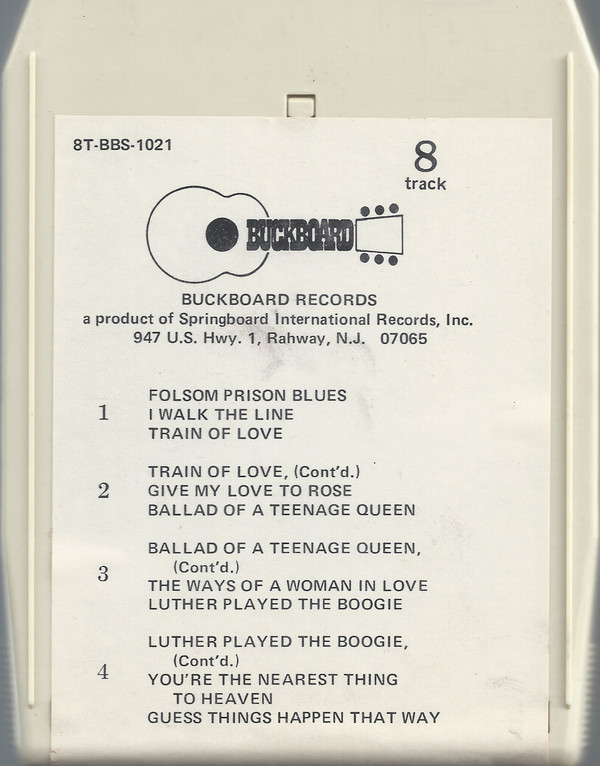 8T-BBS-1021
8
track
BUCKBOARD
BUCKBOARD RECORDS
a product of Springboard International Records, Inc.
947 U.S. Hwy. 1, Rahway, N.J. 07065
1
FOLSOM PRISON BLUES
I WALK THE LINE
TRAIN OF LOVE
2
TRAIN OF LOVE, (Cont'd.)
GIVE MY LOVE TO ROSE
BALLAD OF A TEENAGE QUEEN
3
BALLAD OF A TEENAGE QUEEN,
(Cont'd.)
THE WAYS OF A WOMAN IN LOVE
LUTHER PLAYED THE BOOGIE
4
LUTHER PLAYED THE BOOGIE,
(Cont'd.)
YOU'RE THE NEAREST THING
TO HEAVEN
GUESS THINGS HAPPEN THAT WAY